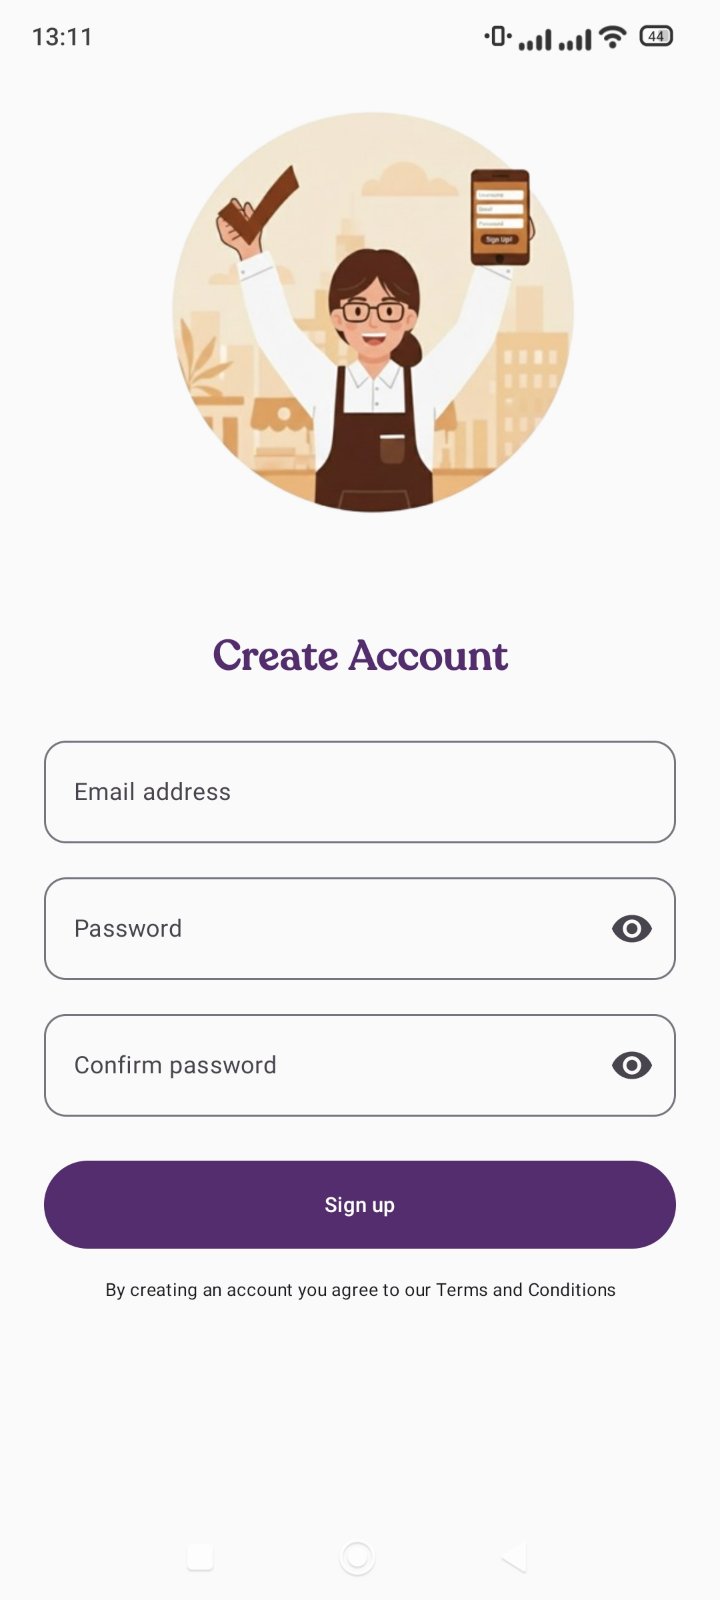 13:11
44
Username
Email
Password
Sign Up!
Create Account
Email address
Password
Confirm password
Sign up
By creating an account you agree to our Terms and Conditions